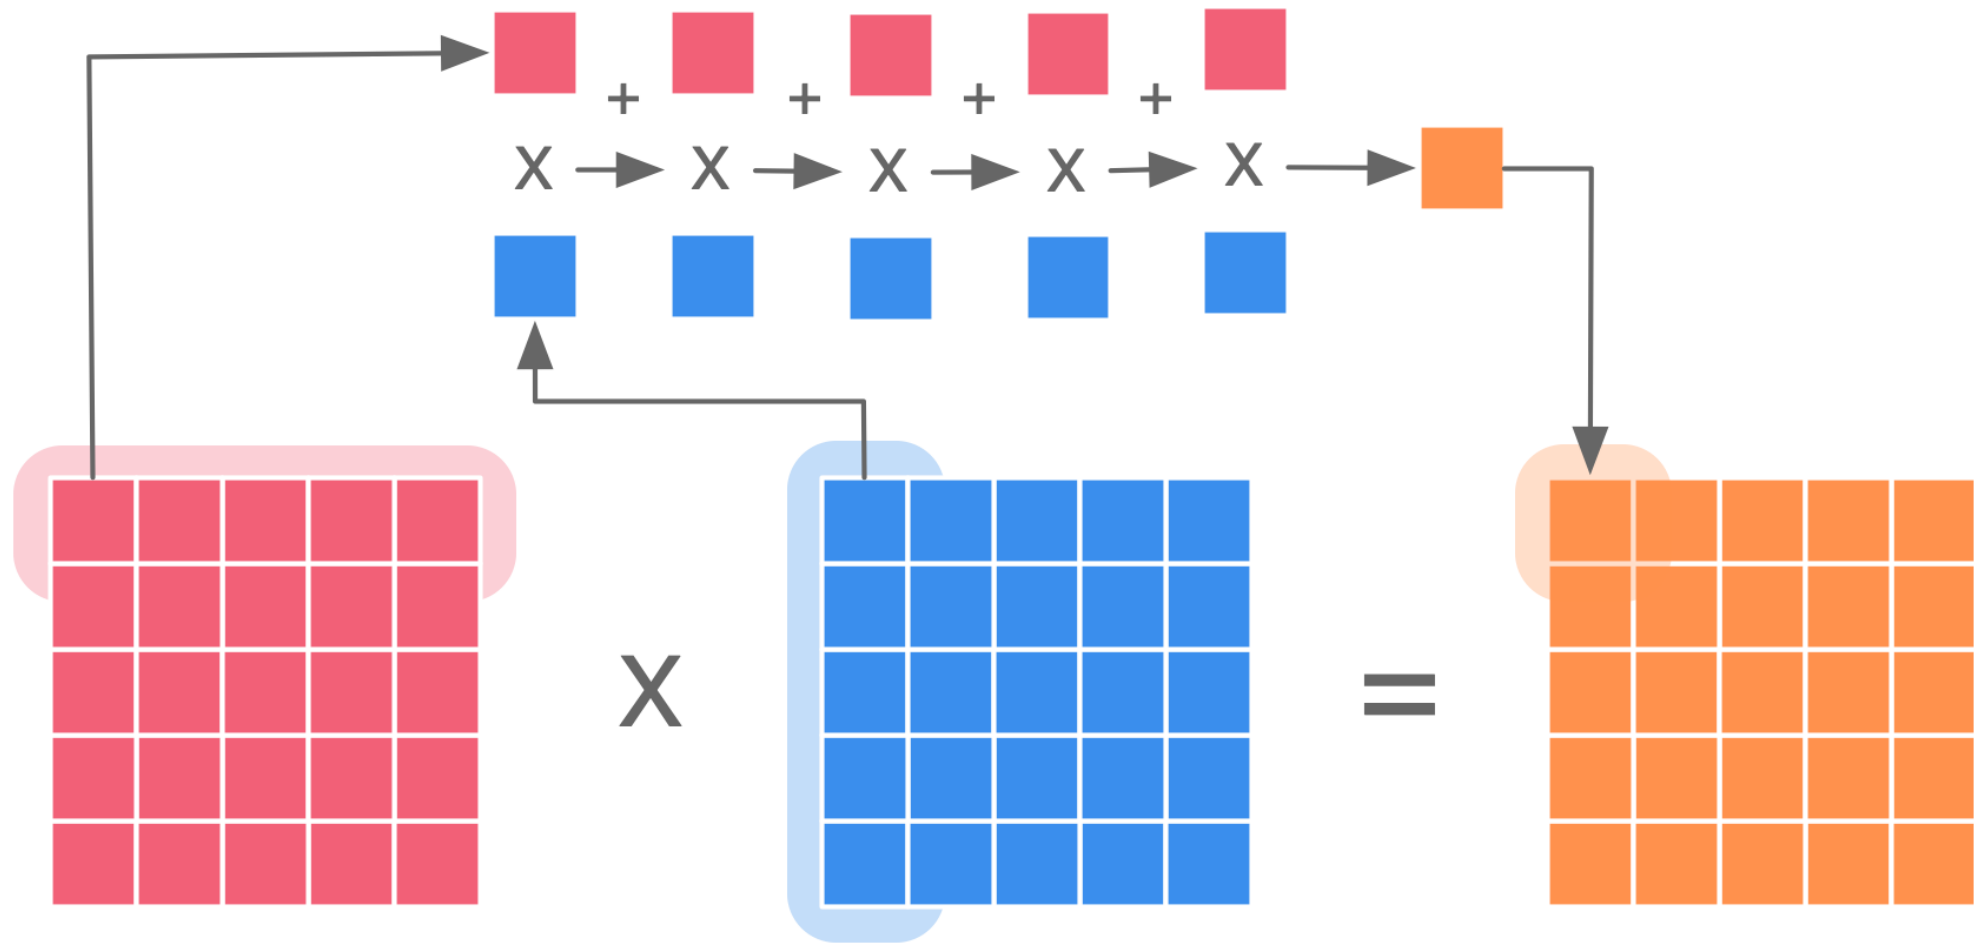 + + + +
X X X X X
X =